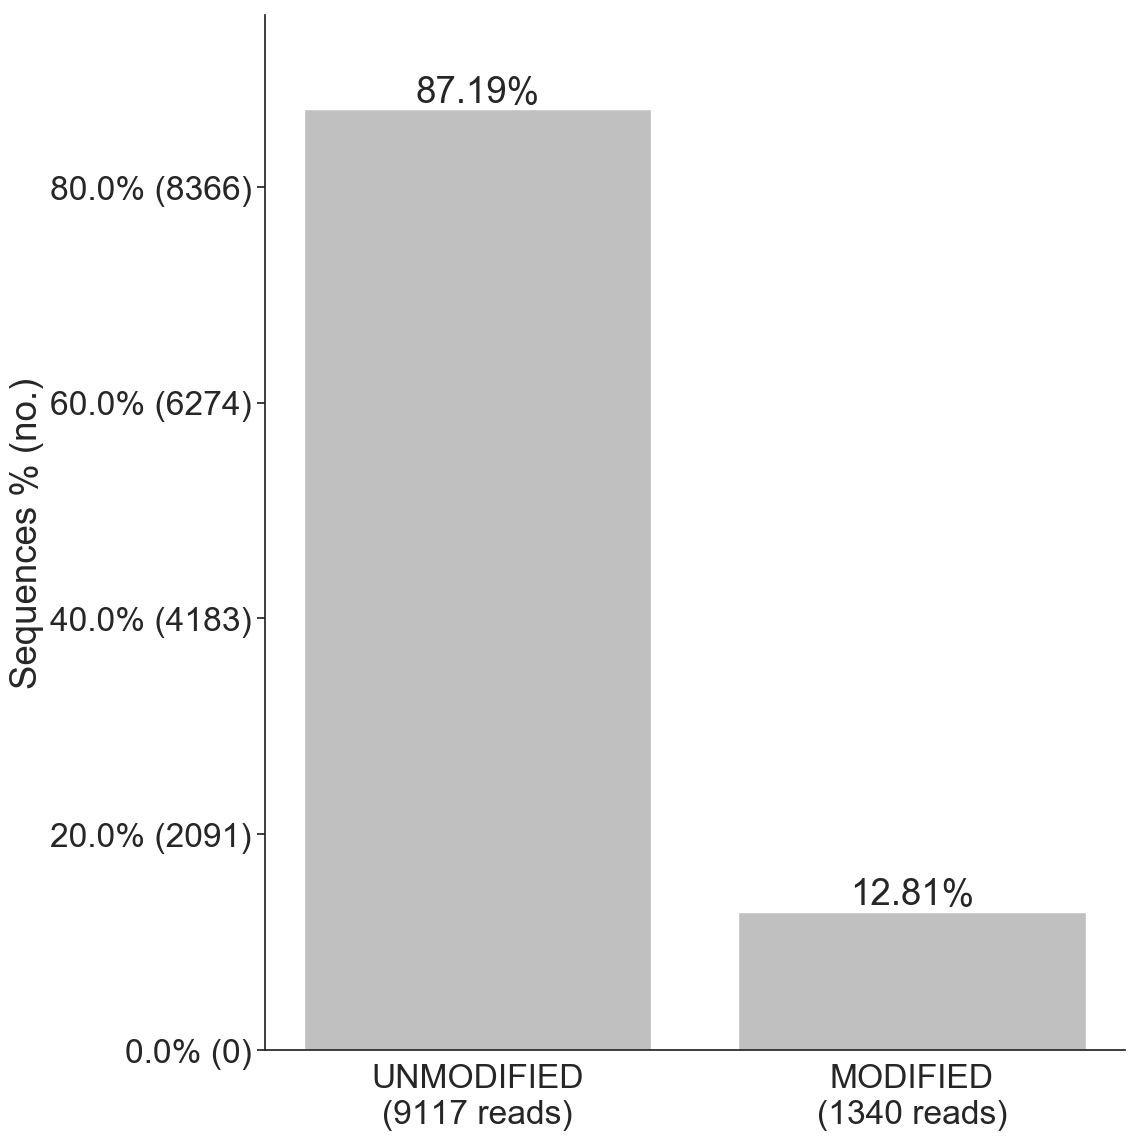 87.19%
80.0% (8366)
60.0% (6274)
Sequences % (no.)
40.0% (4183)
12.81%
20.0% (2091)
0.0% (0)
UNMODIFIED
(9117 reads)
MODIFIED
(1340 reads)